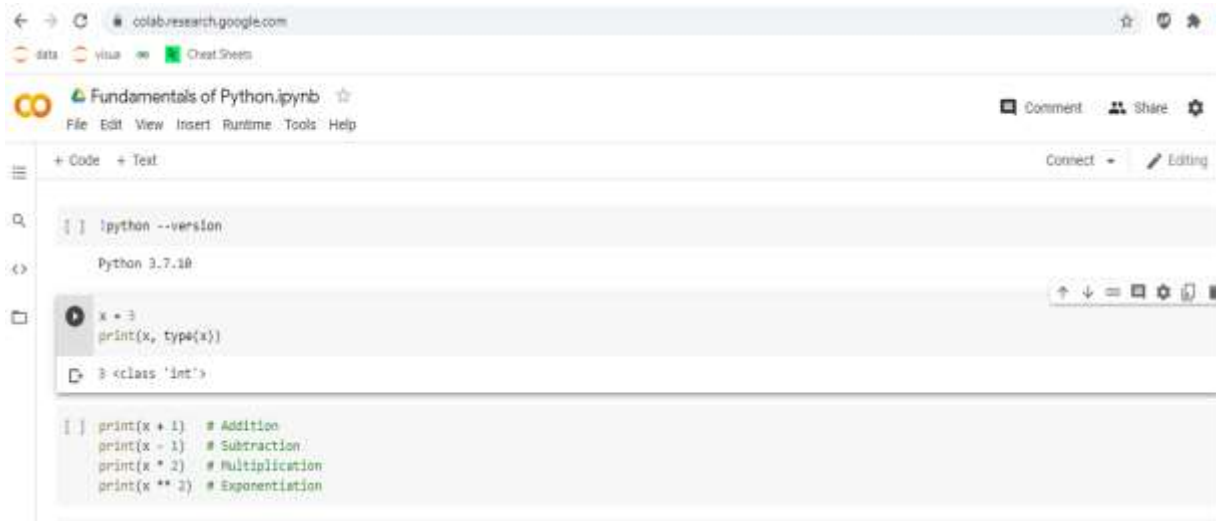 colab.research.google.com
data visua Cheat Sheets
CO Fundamentals of Python.ipynb
Comment Share
File Edit View Insert Runtime Tools Help
+ Code + Text
Connect Editing
[ ] !python --version
Python 3.7.10
x = 3
print(x, type(x))
3 <class 'int'>
[ ] print(x + 1) # Addition
print(x - 1) # Subtraction
print(x * 2) # Multiplication
print(x ** 2) # Exponentiation